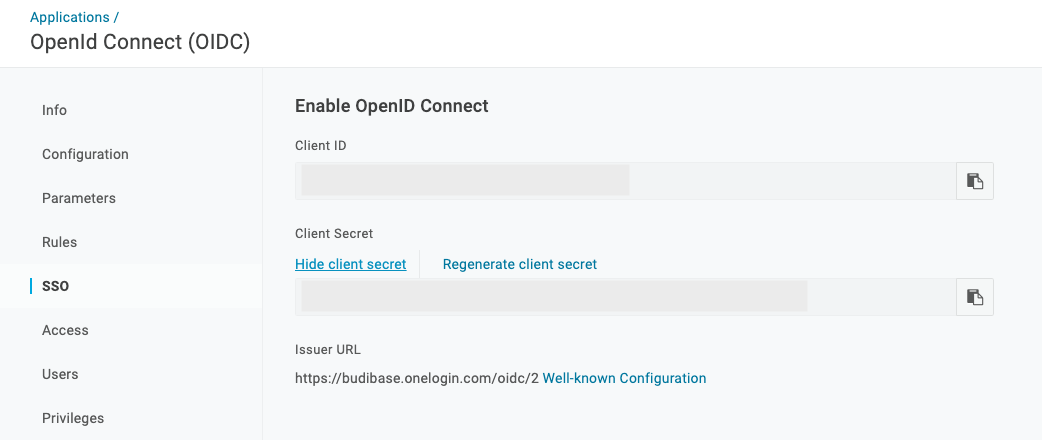 Applications /
OpenId Connect (OIDC)
Info
Configuration
Parameters
Rules
SSO
Access
Users
Privileges
Enable OpenID Connect
Client ID
Client Secret
Hide client secret
Regenerate client secret
Issuer URL
https://budibase.onelogin.com/oidc/2 Well-known Configuration